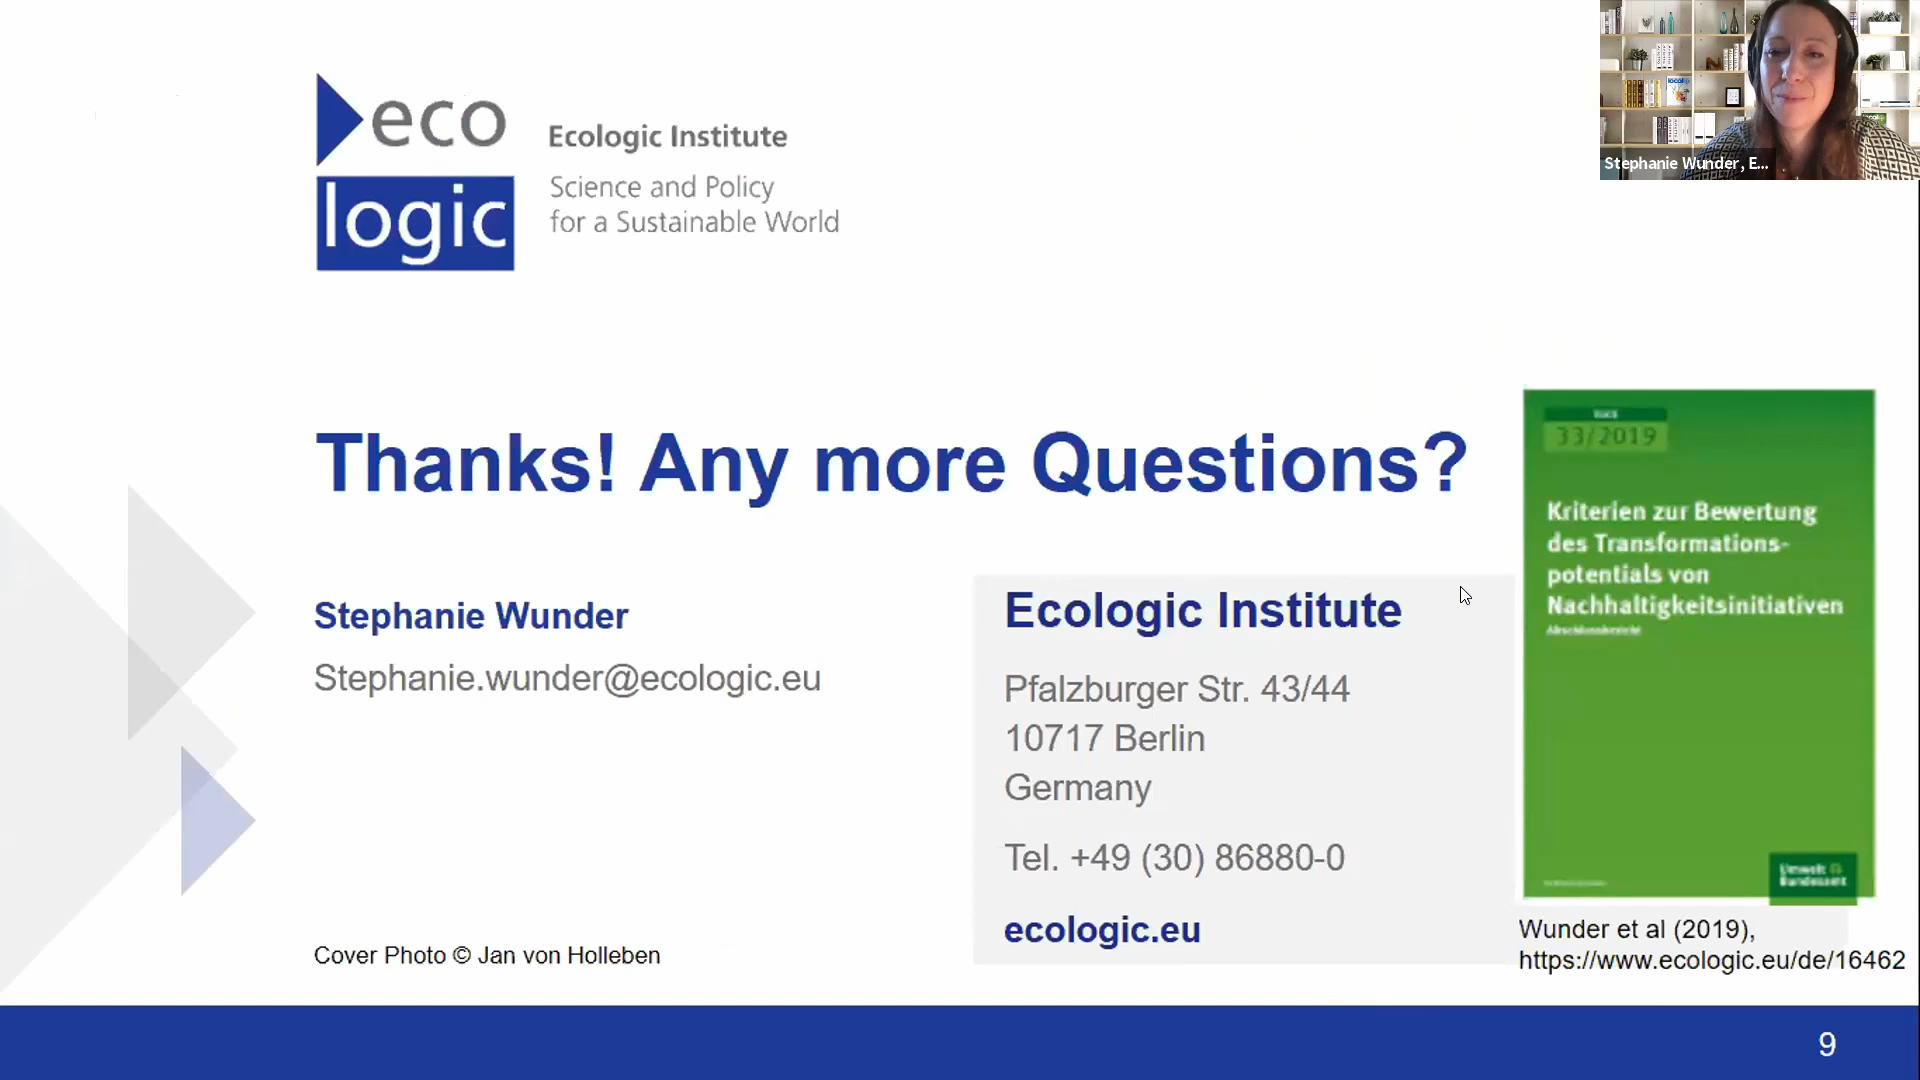 eco
logic
Ecologic Institute
Science and Policy
for a Sustainable World
Stephanie Wunder, E...
Thanks! Any more Questions?
Stephanie Wunder
Stephanie.wunder@ecologic.eu
Cover Photo © Jan von Holleben
Ecologic Institute
Pfalzburger Str. 43/44
10717 Berlin
Germany
Tel. +49 (30) 86880-0
ecologic.eu
33/2019
Kriterien zur Bewertung
des Transformations-
potentials von
Nachhaltigkeitsinitiativen
Abschlussbericht
Umwelt
Bundesamt
Wunder et al (2019),
https://www.ecologic.eu/de/16462
9